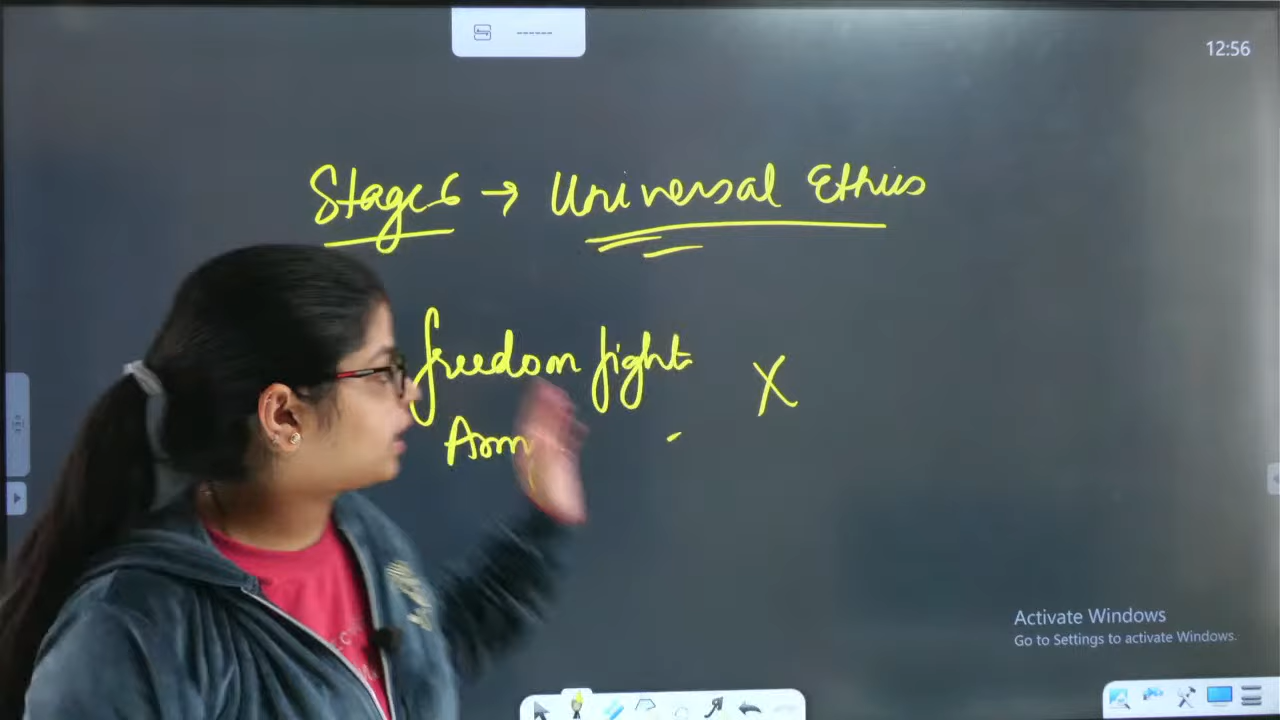 12:56
Stage 6 → Universal Ethics
freedom fight X
Activate Windows
Go to Settings to activate Windows.